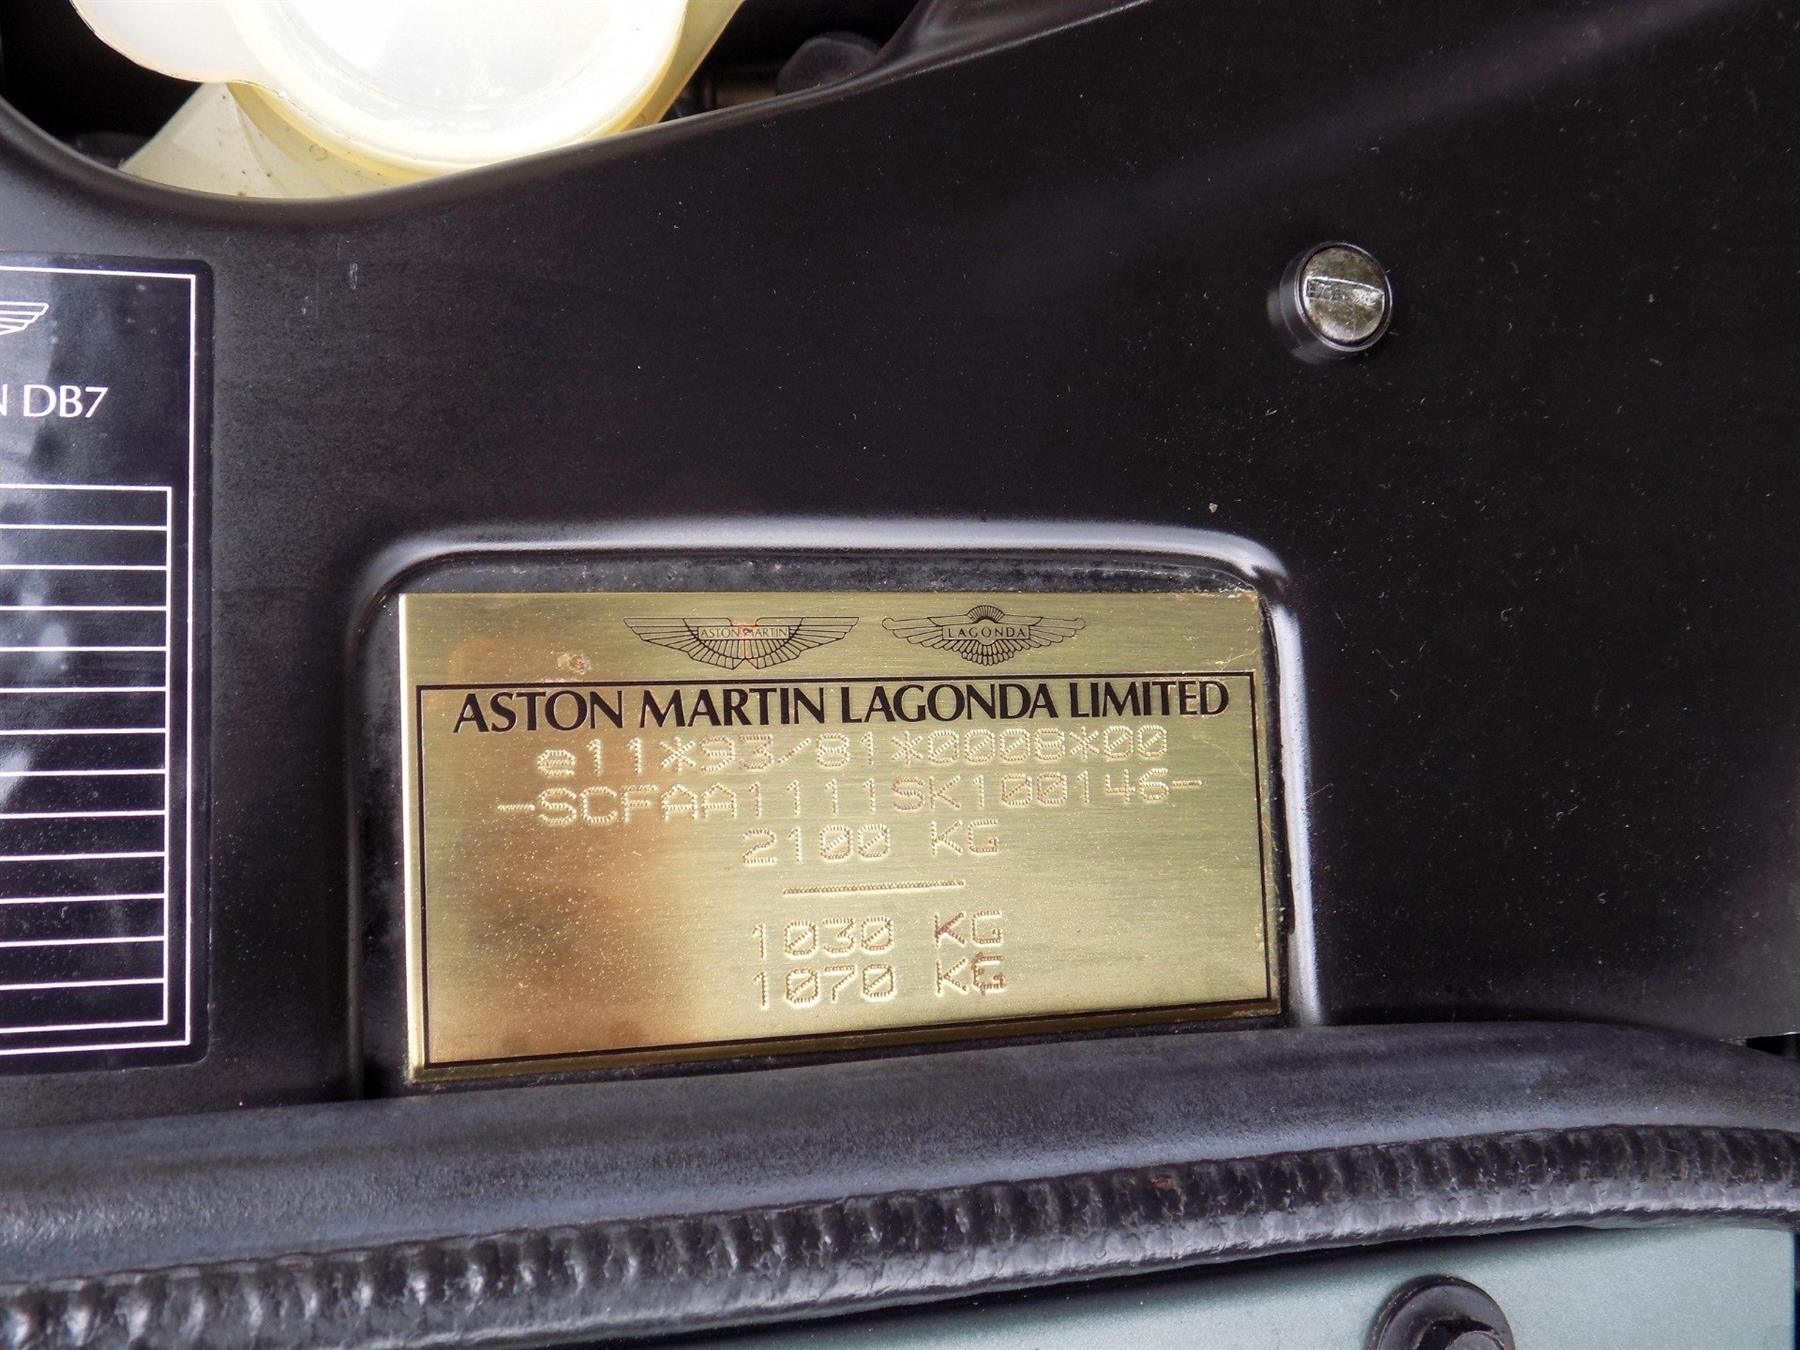 N DB7
ASTON MARTIN
LAGONDA
ASTON MARTIN LAGONDA LIMITED
e11*93/81*0008*00
-SCFAA1111SK100146-
2100 KG
1030 KG
1070 KG